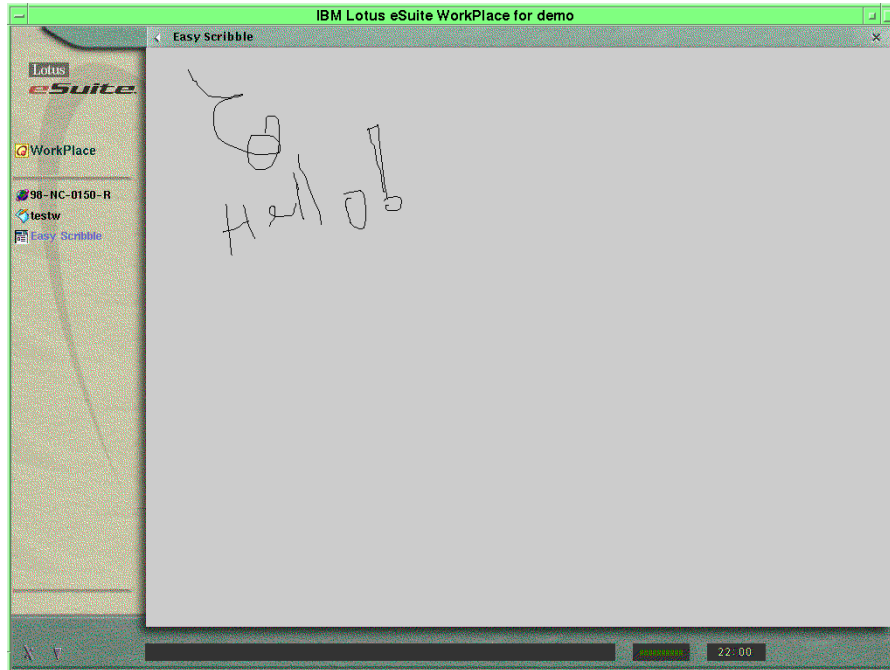 IBM Lotus eSuite WorkPlace for demo
Easy Scribble
Lotus
eSuite
WorkPlace
98-NC-0150-R
testw
Easy Scribble
Hello!
22:00